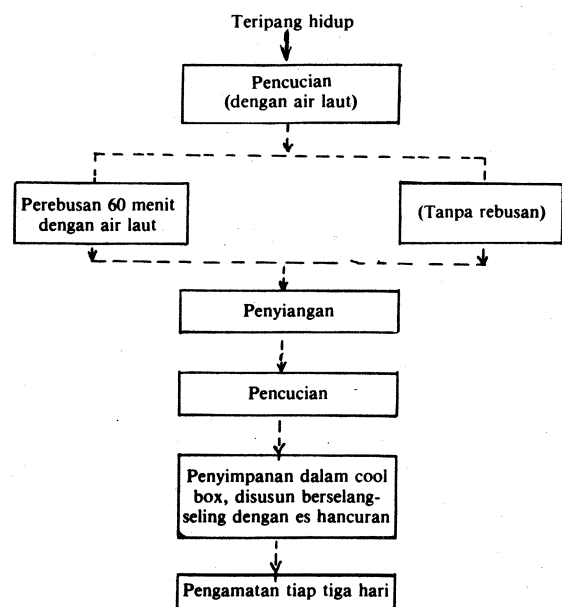 Teripang hidup
Pencucian
(dengan air laut)
Perebusan 60 menit
dengan air laut
(Tanpa rebusan)
Penyiangan
Pencucian
Penyimpanan dalam cool
box, disusun berselang-
seling dengan es hancuran
Pengamatan tiap tiga hari